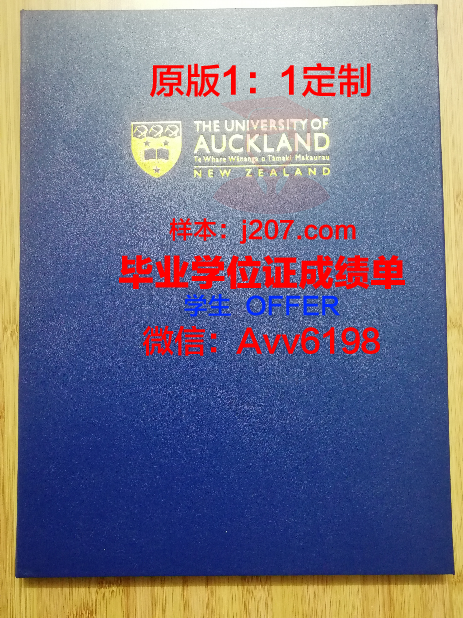 原版1：1定制
THE UNIVERSITY OF
AUCKLAND
Te Whare Wānanga o Tāmaki Makaurau
NEW ZEALAND
样本：j207.com
毕业学位证成绩单
学生 OFFER
微信：Avv6198